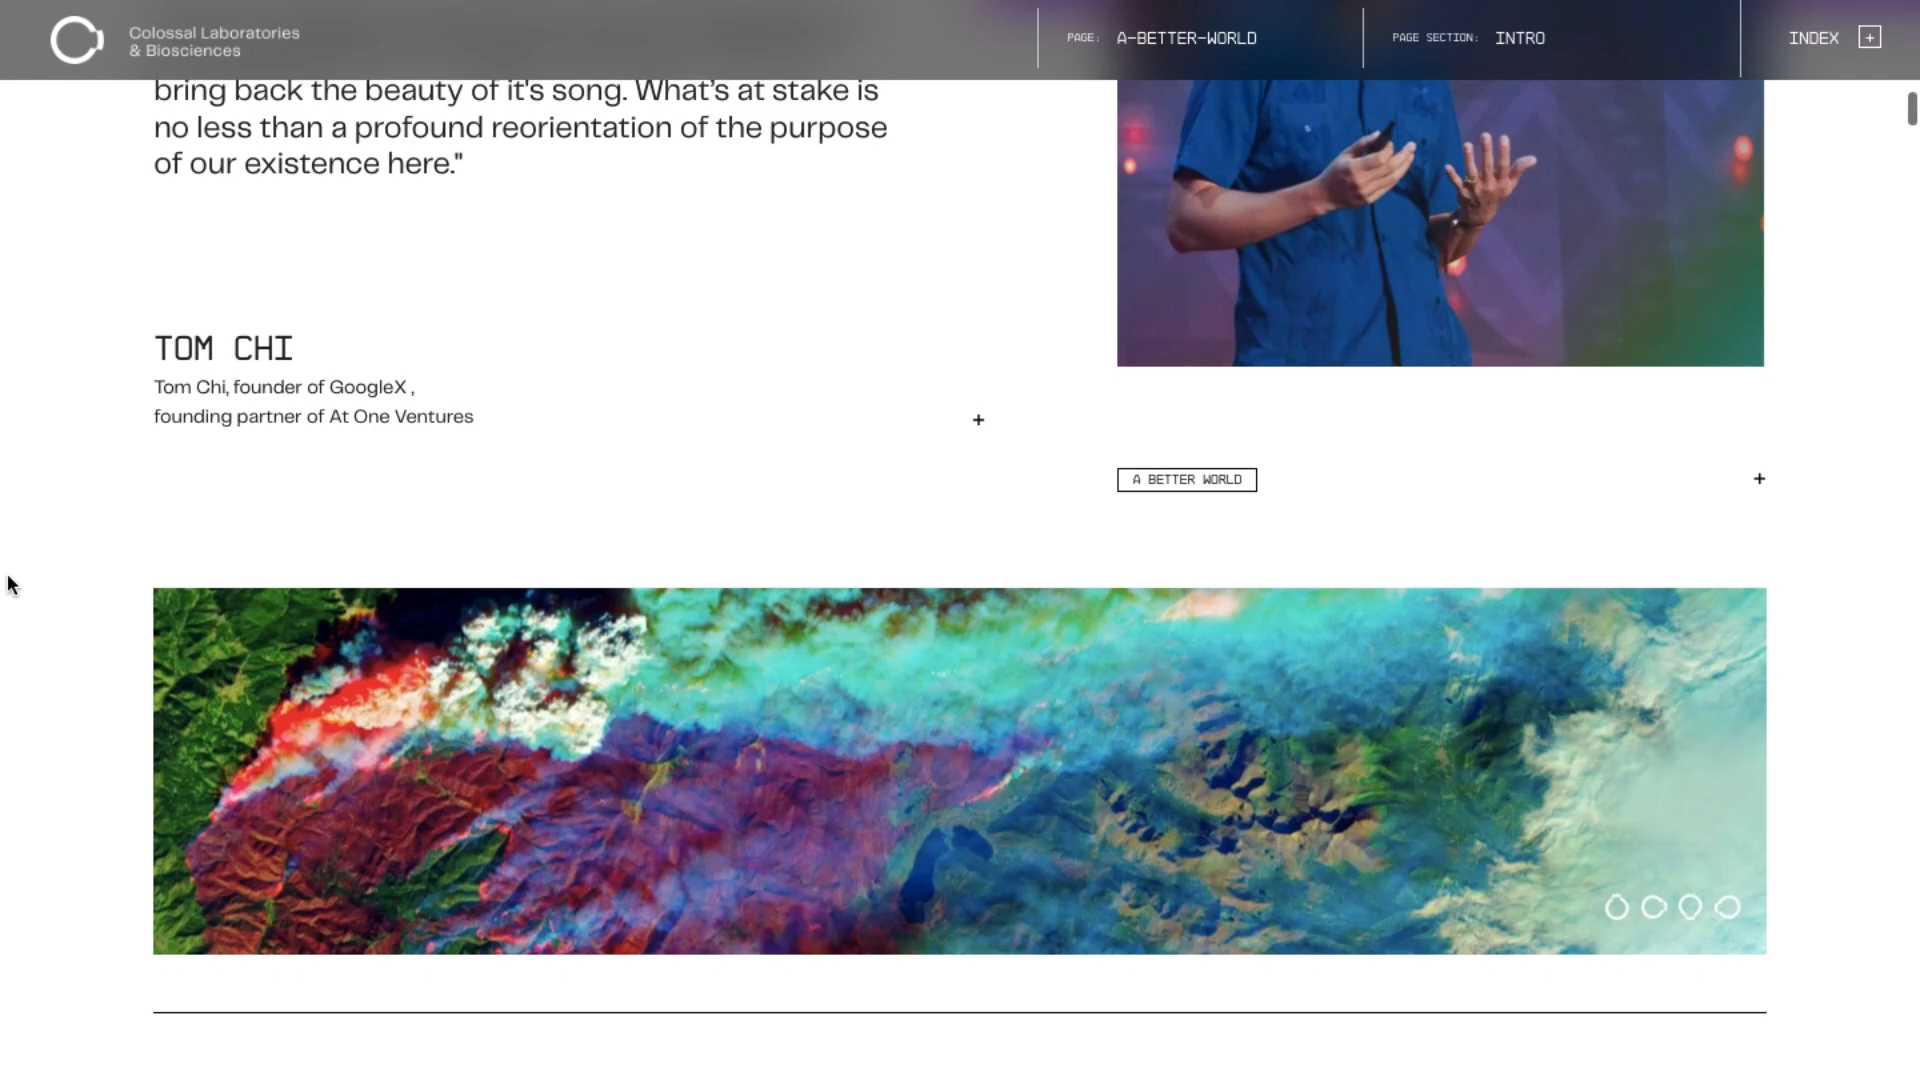 Colossal Laboratories
& Biosciences
PAGE: A-BETTER-WORLD
PAGE SECTION: INTRO
INDEX +
bring back the beauty of it's song. What’s at stake is
no less than a profound reorientation of the purpose
of our existence here."
TOM CHI
Tom Chi, founder of GoogleX ,
founding partner of At One Ventures
+
A BETTER WORLD
+